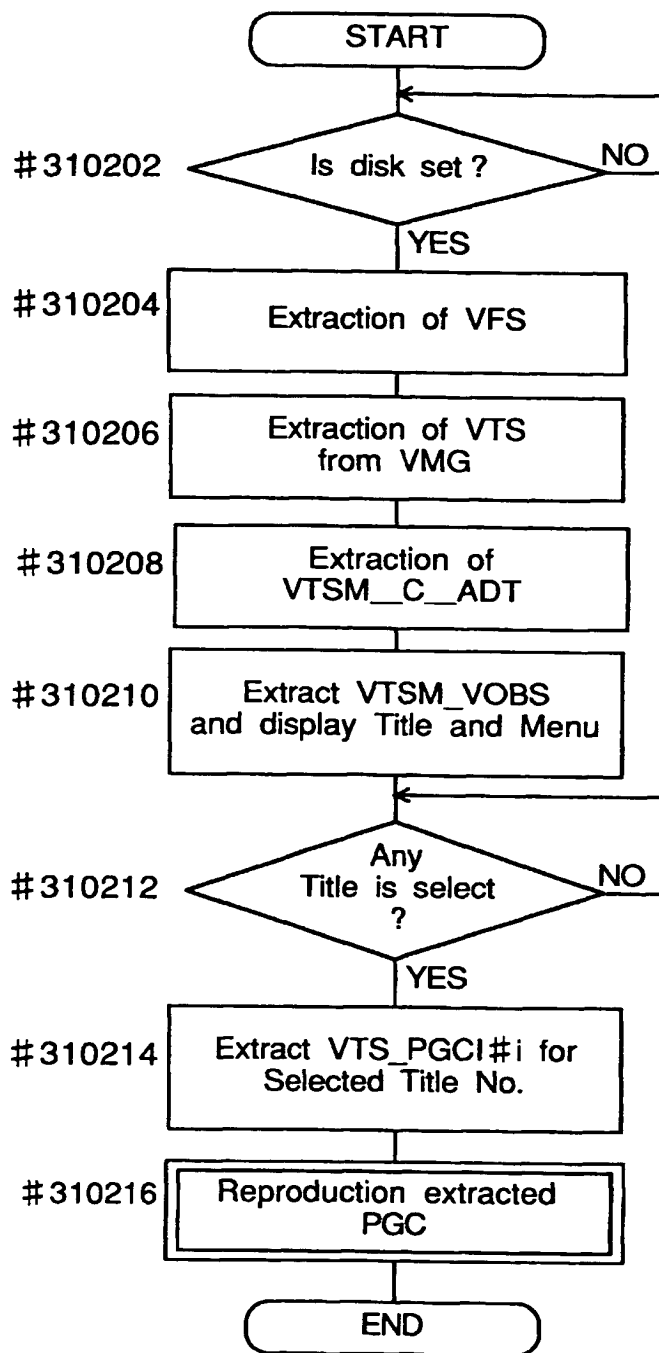 START
#310202
Is disk set?
NO
YES
#310204
Extraction of VFS
#310206
Extraction of VTS
from VMG
#310208
Extraction of
VTSM__C__ADT
#310210
Extract VTSM_VOBS
and display Title and Menu
#310212
Any
Title is select
?
NO
YES
#310214
Extract VTS_PGCI#i for
Selected Title No.
#310216
Reproduction extracted
PGC
END